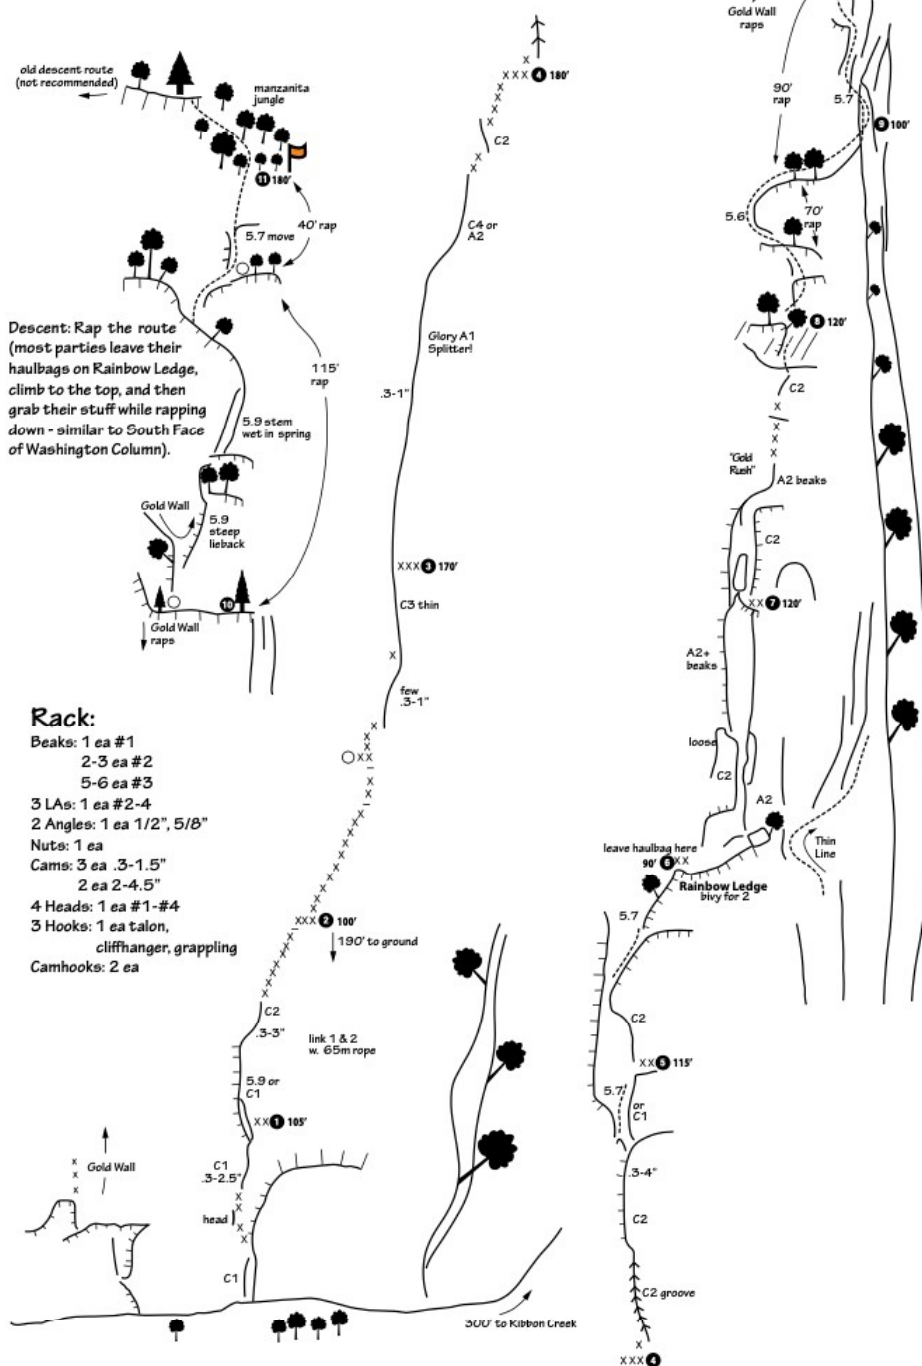 old descent route
(not recommended)
manzanita
jungle
11 180'
40' rap
5.7 move
Descent: Rap the route
(most parties leave their
haulbags on Rainbow Ledge,
climb to the top, and then
grab their stuff while rapping
down - similar to South Face
of Washington Column).
115'
rap
5.9 stem
wet in spring
Gold Wall
5.9
steep
lieback
10
Gold Wall
raps
Rack:
Beaks: 1 ea #1
2-3 ea #2
5-6 ea #3
3 LAs: 1 ea #2-4
2 Angles: 1 ea 1/2", 5/8"
Nuts: 1 ea
Cams: 3 ea .3-1.5"
2 ea 2-4.5"
4 Heads: 1 ea #1-#4
3 Hooks: 1 ea talon,
cliffhanger, grappling
Camhooks: 2 ea
Gold Wall
x x x 4 180'
C2
C4 or
A2
Glory A1
Splitter!
.3-1"
xxx 3 170'
C3 thin
few
.3-1"
xxx 2 100'
190' to ground
C2
.3-3"
link 1 & 2
w. 65m rope
5.9 or
C1
xx 1 105'
C1
.3-2.5"
head
C1
300' to Ribbon Creek
Gold Wall
raps
90'
rap
5.7
9 100'
5.6
70'
rap
8 120'
C2
"Gold
Rush"
A2 beaks
C2
xx 7 120'
A2+
beaks
loose
C2
A2
Thin
Line
leave haulbag here
90' 6 xx
Rainbow Ledge
bivy for 2
5.7
C2
xx 5 115'
5.7
or
C1
.3-4"
C2
C2 groove
xxx 4